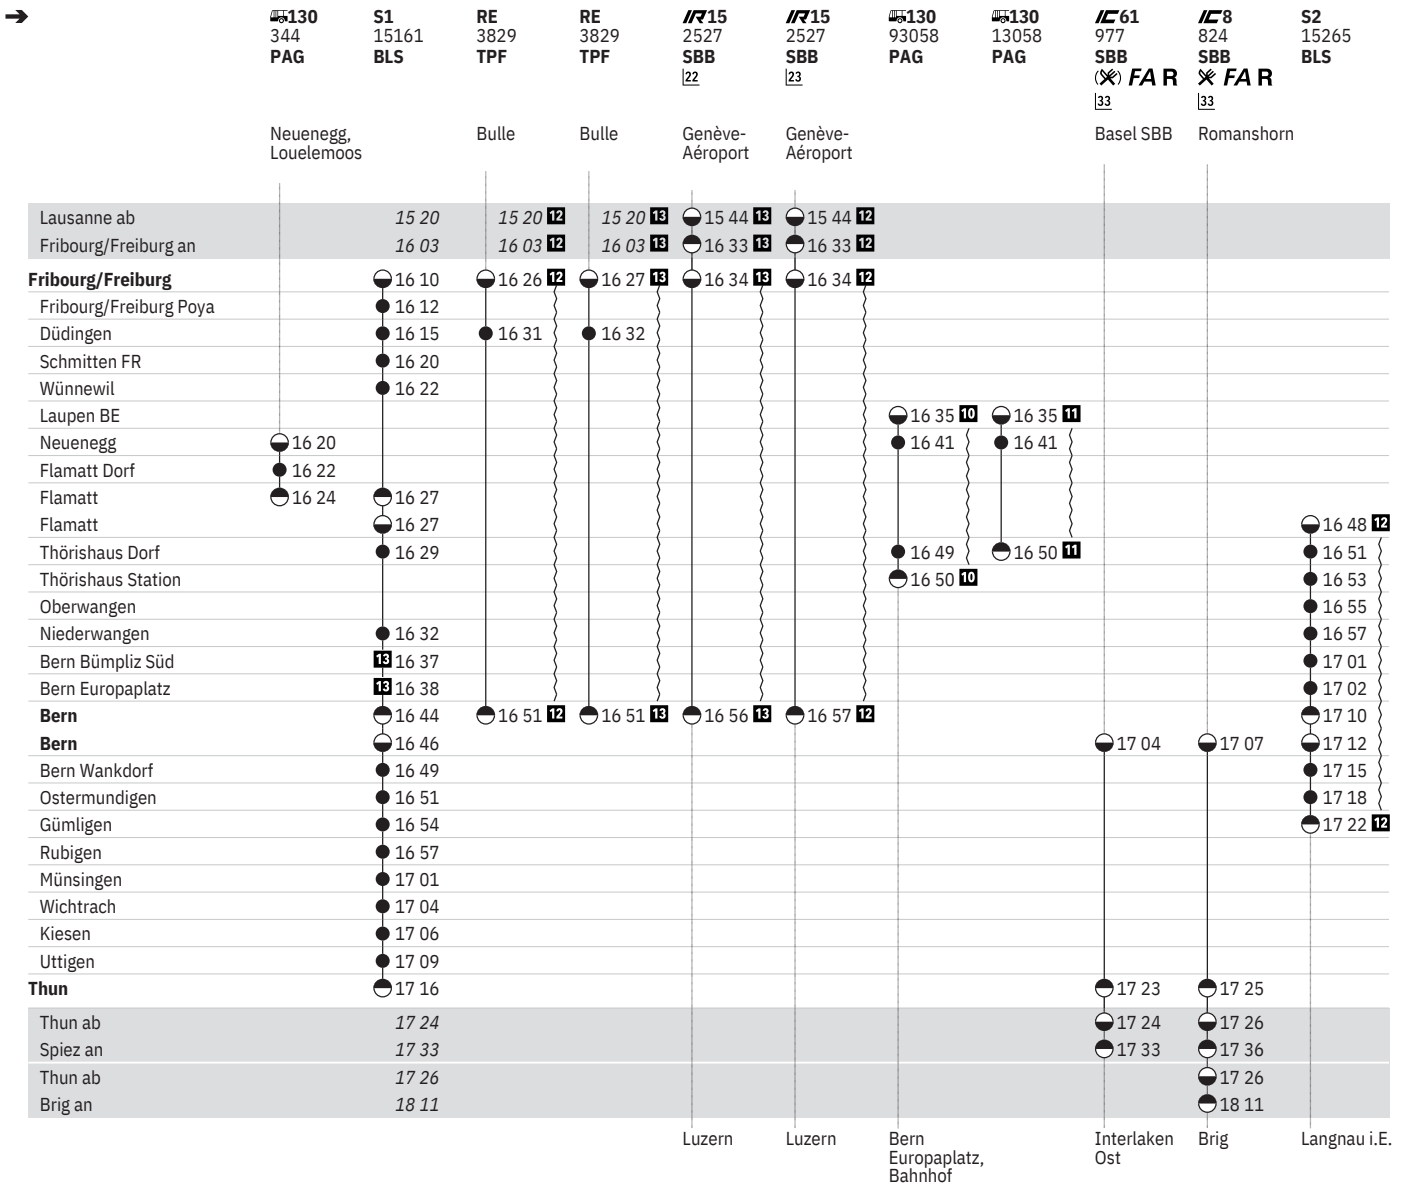 ➔ 130 S1 RE RE IR15 IR15 130 130 IC61 IC8 S2
344 15161 3829 3829 2527 2527 93058 13058 977 824 15265
PAG BLS TPF TPF SBB SBB PAG PAG SBB SBB BLS
22 23 FA R FA R
33 33
Neuenegg, Bulle Bulle Genève- Genève- Basel SBB Romanshorn
Louelemoos Aéroport Aéroport
Lausanne ab 15 20 15 20 12 15 20 13 15 44 13 15 44 12
Fribourg/Freiburg an 16 03 16 03 12 16 03 13 16 33 13 16 33 12
Fribourg/Freiburg 16 10 16 26 12 16 27 13 16 34 13 16 34 12
Fribourg/Freiburg Poya 16 12
Düdingen 16 15 16 31 16 32
Schmitten FR 16 20
Wünnewil 16 22
Laupen BE 16 35 10 16 35 11
Neuenegg 16 20 16 41 16 41
Flamatt Dorf 16 22
Flamatt 16 24 16 27
Flamatt 16 27 16 48 12
Thörishaus Dorf 16 29 16 49 16 50 11 16 51
Thörishaus Station 16 50 10 16 53
Oberwangen 16 55
Niederwangen 16 32 16 57
Bern Bümpliz Süd 13 16 37 17 01
Bern Europaplatz 13 16 38 17 02
Bern 16 44 16 51 12 16 51 13 16 56 13 16 57 12 17 10
Bern 16 46 17 04 17 07 17 12
Bern Wankdorf 16 49 17 15
Ostermundigen 16 51 17 18
Gümligen 16 54 17 22 12
Rubigen 16 57
Münsingen 17 01
Wichtrach 17 04
Kiesen 17 06
Uttigen 17 09
Thun 17 16 17 23 17 25
Thun ab 17 24 17 24 17 26
Spiez an 17 33 17 33 17 36
Thun ab 17 26 17 26
Brig an 18 11 18 11
Luzern Luzern Bern Interlaken Brig Langnau i.E.
Europaplatz, Ost
Bahnhof